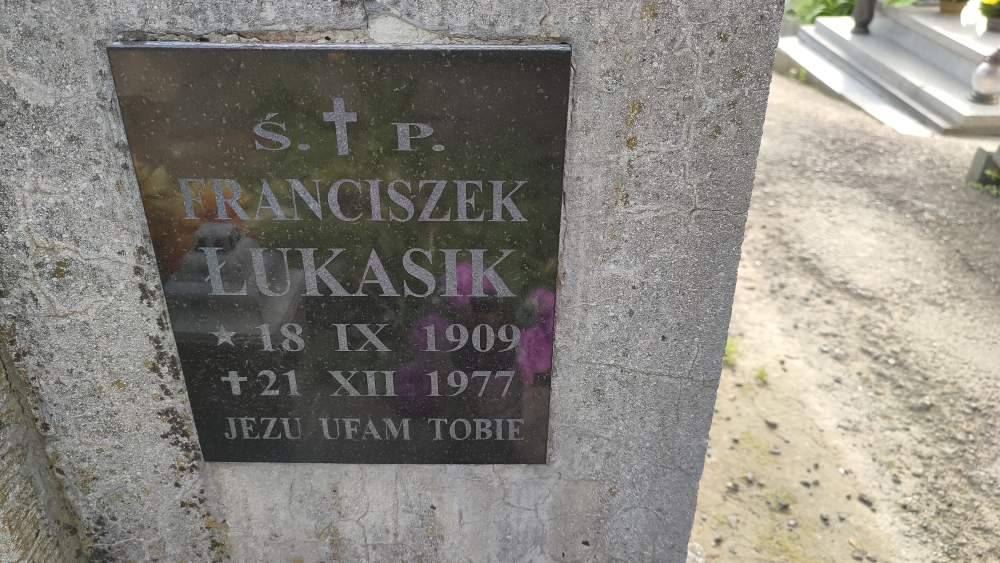 Ś. ✝ P.
FRANCISZEK
ŁUKASIK
★ 18 IX 1909
✝ 21 XII 1977
JEZU UFAM TOBIE